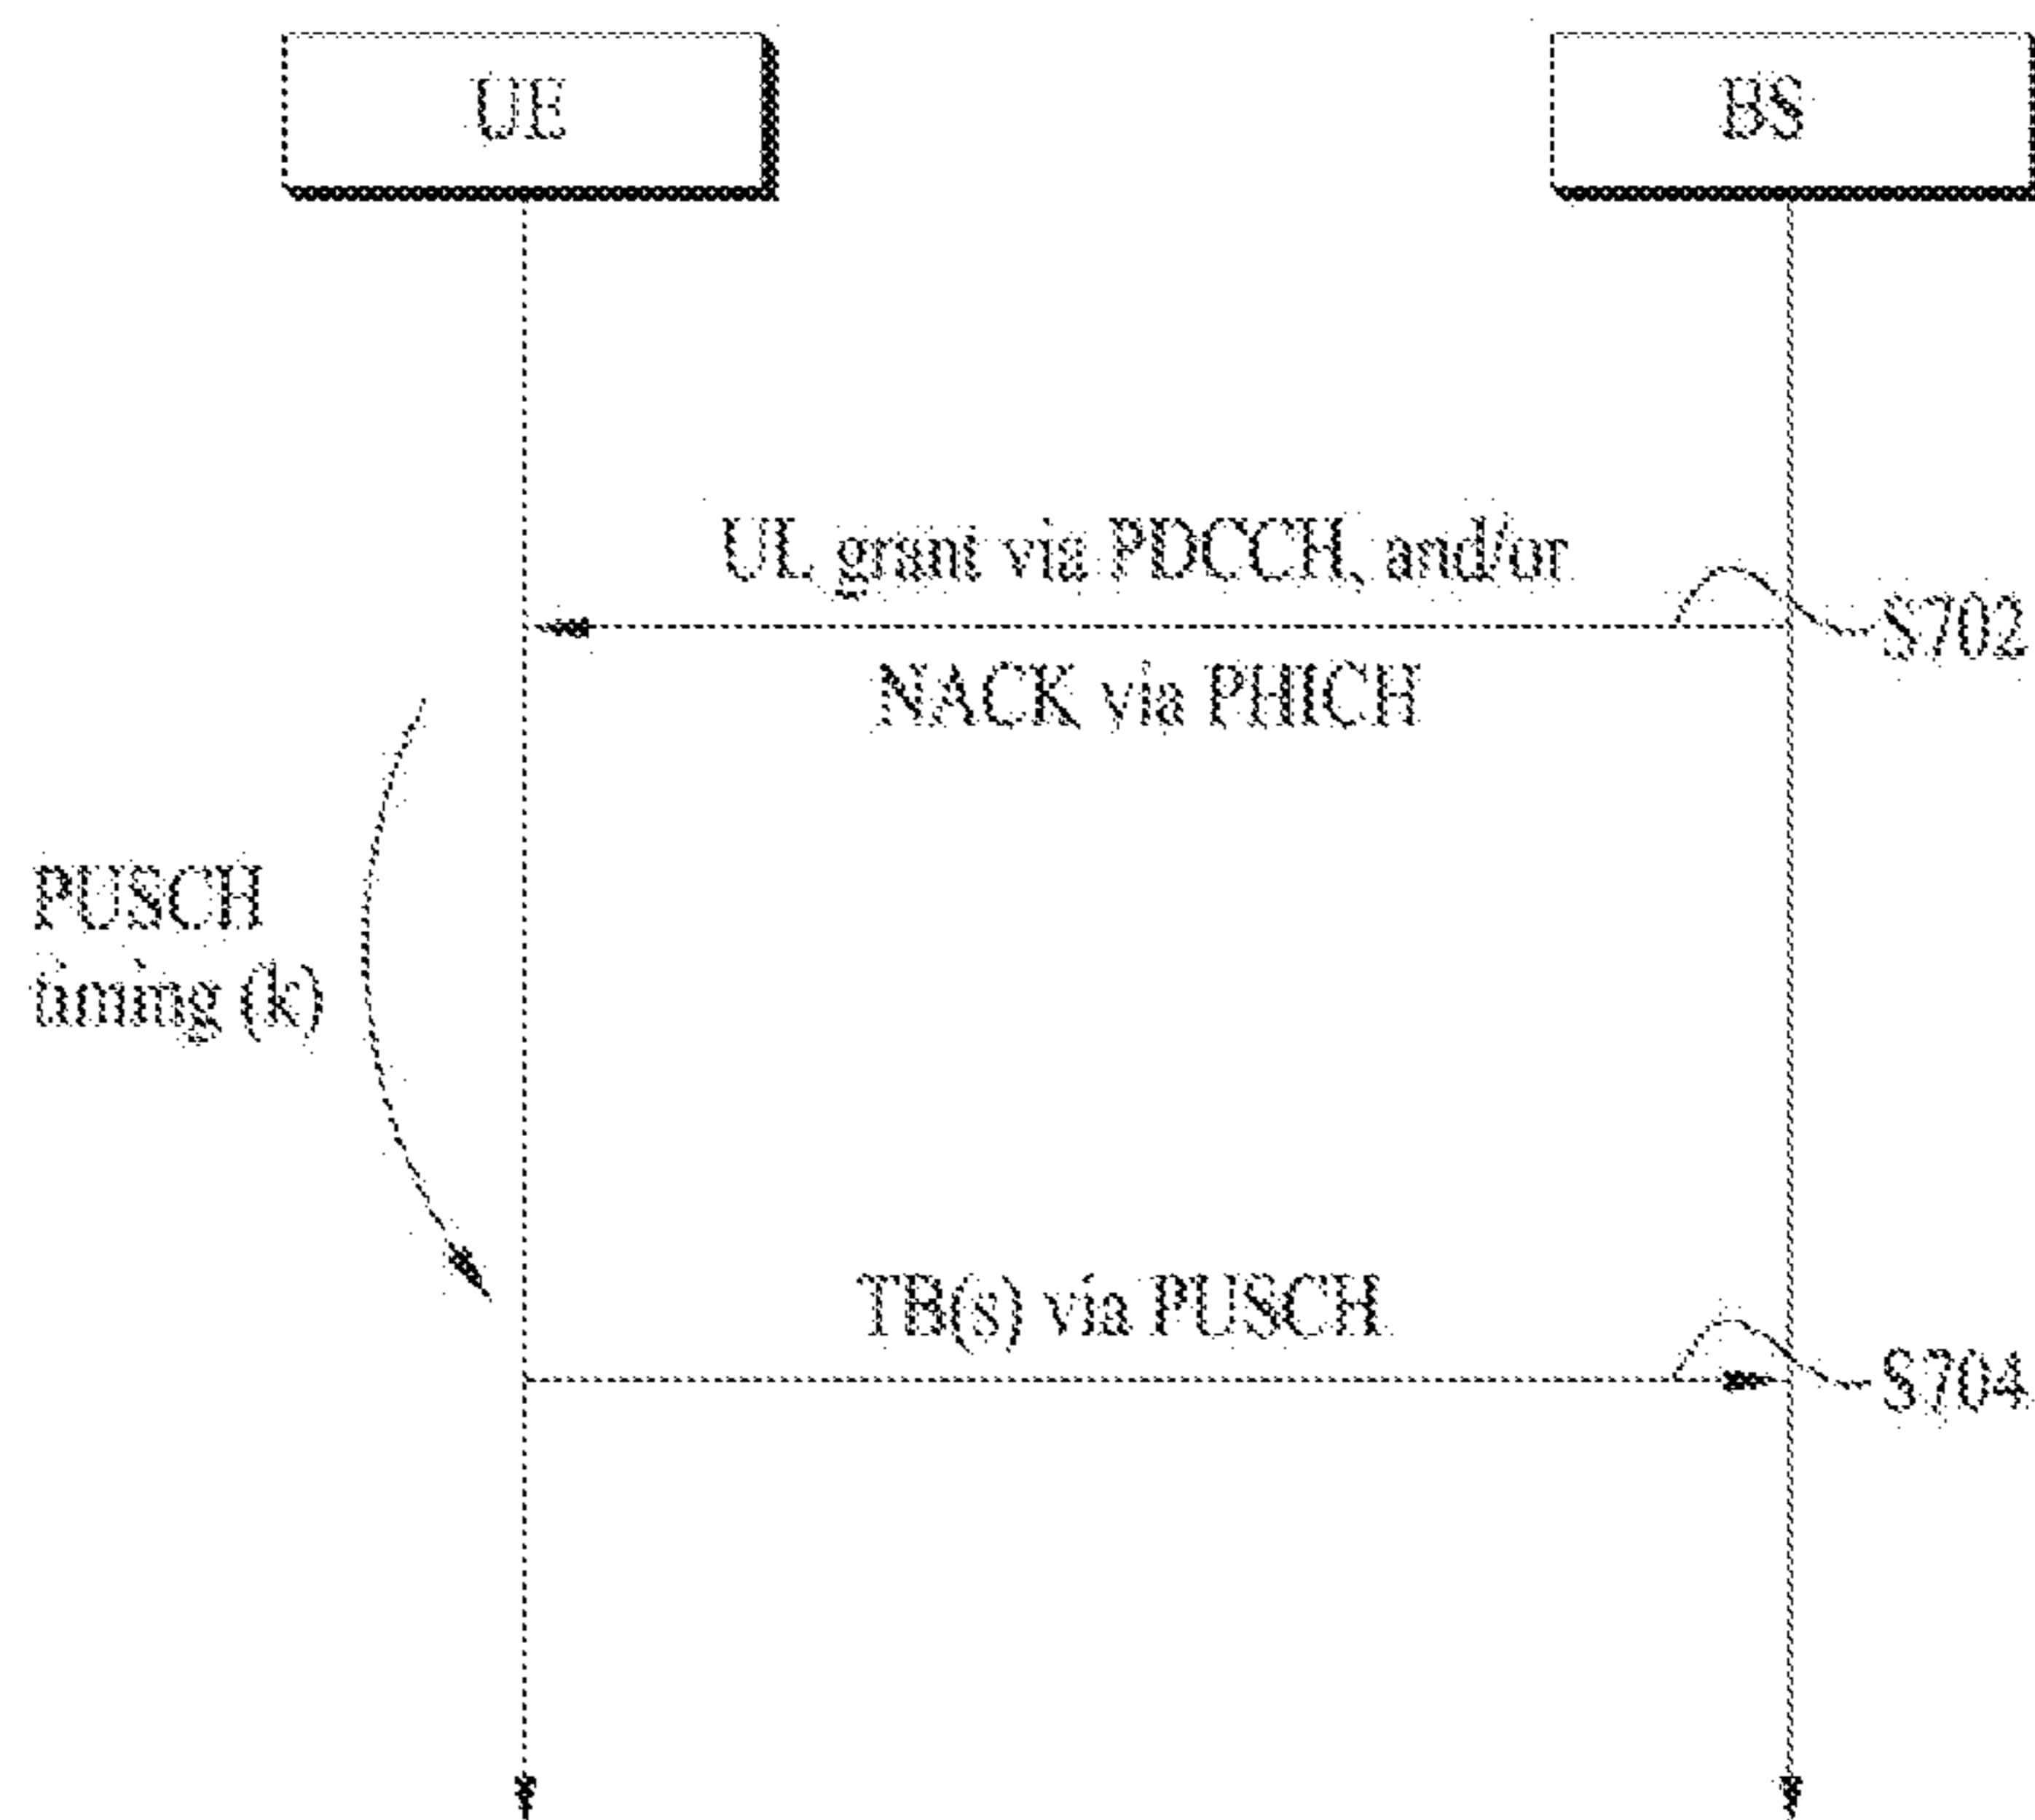 UE
BS
UL grant via PDCCH, and/or
S702
NACK via PHICH
PUSCH
timing (k)
TB(s) via PUSCH
S704